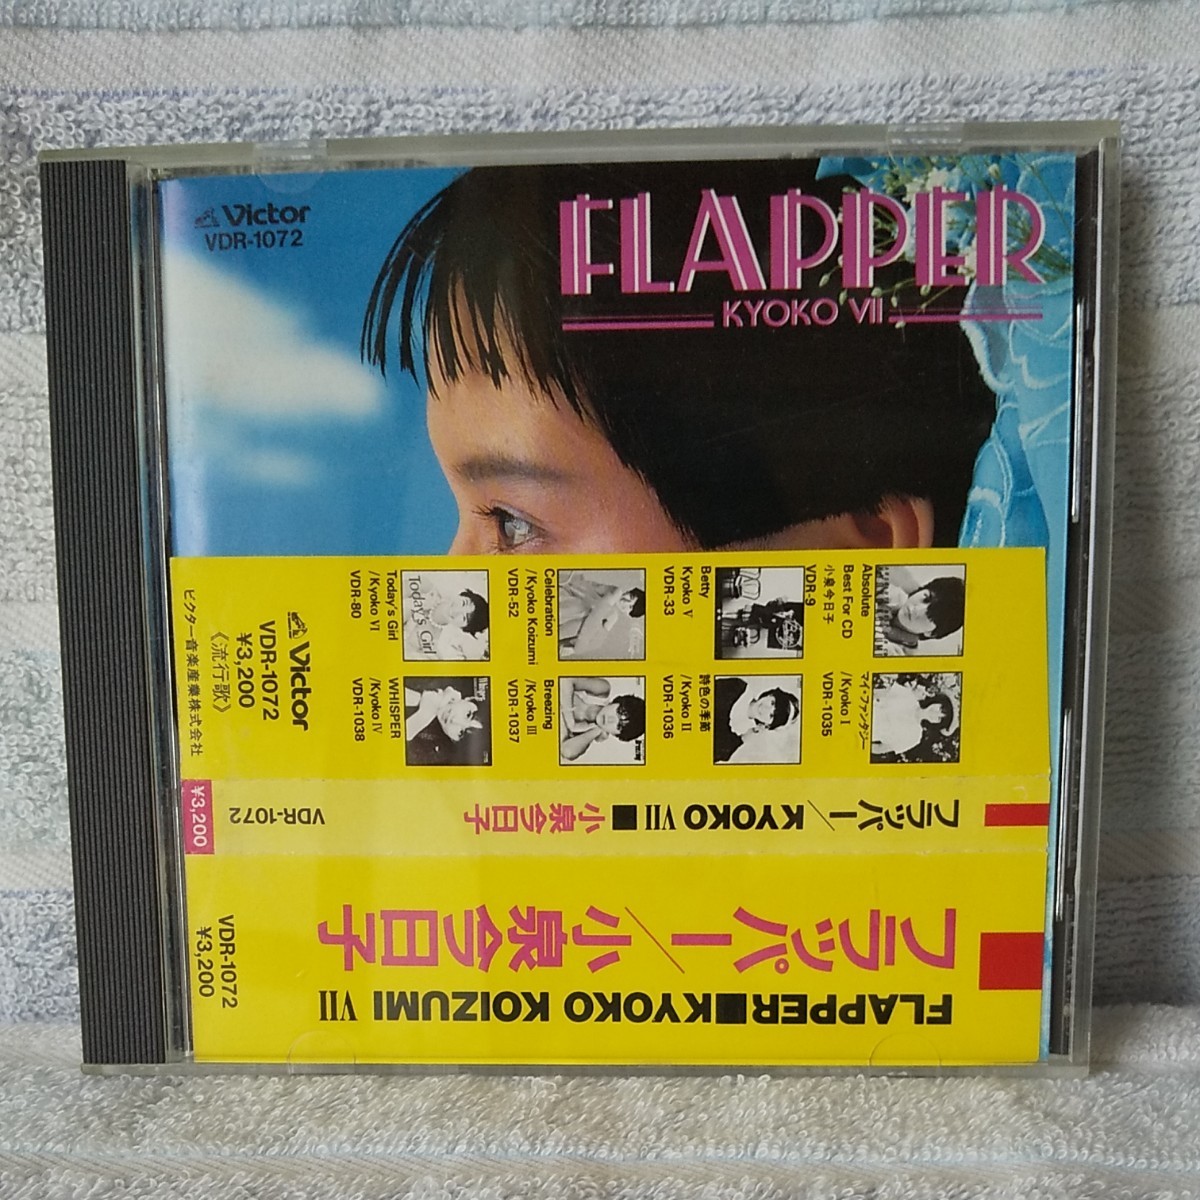 Victor
VDR-1072
FLAPPER
KYOKO VII
Absolute
Best For CD
小泉今日子
VDR-9
Betty
Kyoko V
VDR-33
Celebration
/Kyoko Koizumi
VDR-52
Today's Girl
/Kyoko VI
VDR-80
Today's Girl
マイ・ファンタジー
/Kyoko I
VDR-1035
詩色の季節
/Kyoko II
VDR-1036
Breezing
/Kyoko III
VDR-1037
WHISPER
/Kyoko IV
VDR-1038
Victor
VDR-1072
¥3,200
《流行歌》
ビクター音楽産業株式会社
フラッパー/KYOKO VII■小泉今日子
VDR-1072
¥3,200
フラッパー/小泉今日子
FLAPPER■KYOKO KOIZUMI VII
VDR-1072
¥3,200